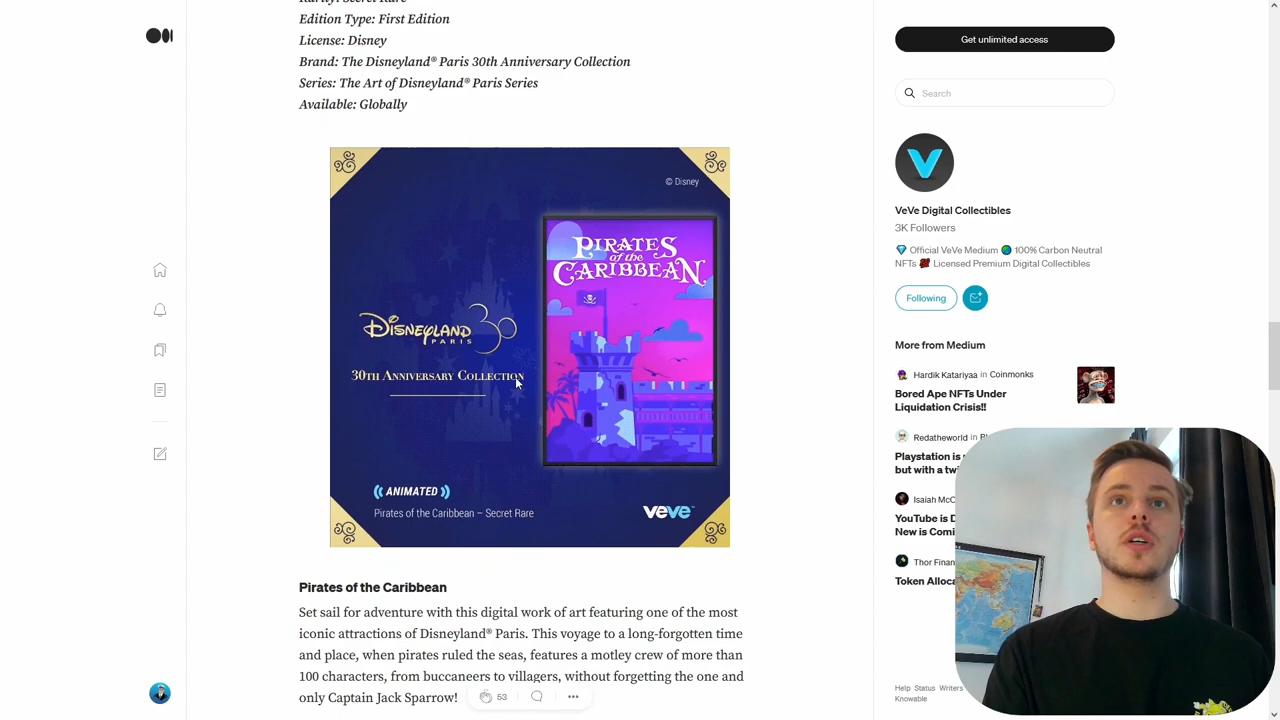 Rarity: Secret Rare
Edition Type: First Edition
License: Disney
Brand: The Disneyland® Paris 30th Anniversary Collection
Series: The Art of Disneyland® Paris Series
Available: Globally
© Disney
PIRATES
of the
CARIBBEAN
DISNEYLAND 30
PARIS
30TH ANNIVERSARY COLLECTION
ANIMATED
Pirates of the Caribbean – Secret Rare
veve
Pirates of the Caribbean
Set sail for adventure with this digital work of art featuring one of the most
iconic attractions of Disneyland® Paris. This voyage to a long-forgotten time
and place, when pirates ruled the seas, features a motley crew of more than
100 characters, from buccaneers to villagers, without forgetting the one and
only Captain Jack Sparrow!
53
Get unlimited access
Search
VeVe Digital Collectibles
3K Followers
Official VeVe Medium 100% Carbon Neutral
NFTs Licensed Premium Digital Collectibles
Following
More from Medium
Hardik Katariyaa in Coinmonks
Bored Ape NFTs Under
Liquidation Crisis!!
Redatheworld in
Playstation is
but with a
Isaiah
YouTube is
New is
Thor
Token
Help Status Writers
Knowable